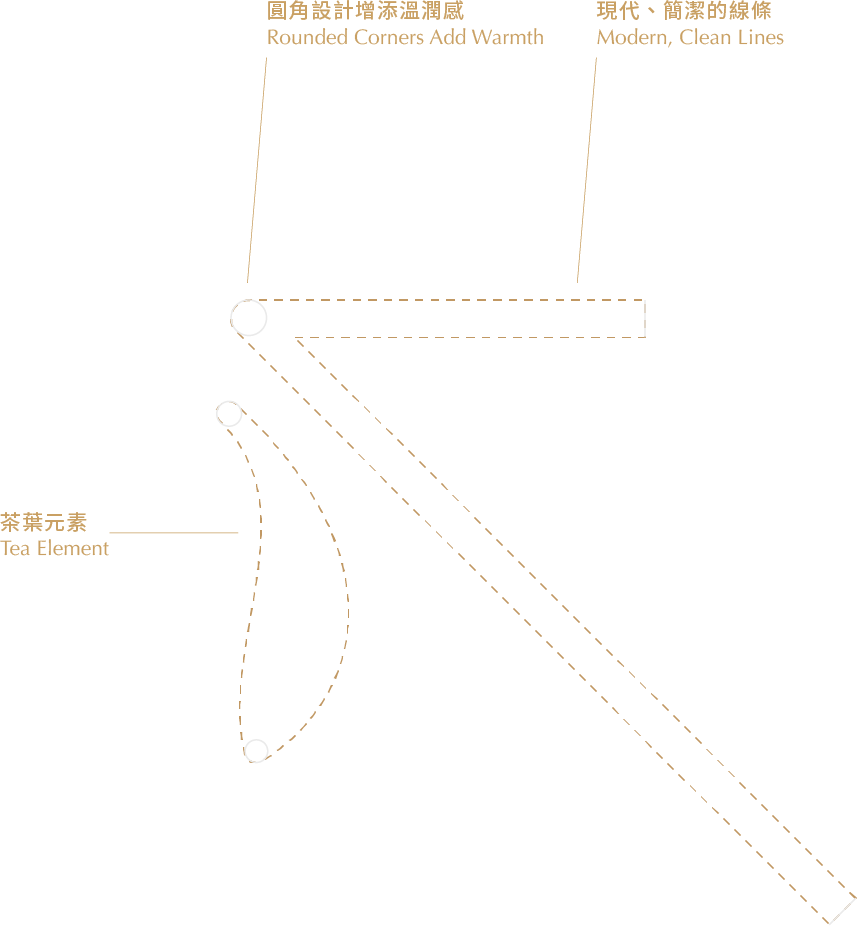 圓角設計增添溫潤感
Rounded Corners Add Warmth
現代、簡潔的線條
Modern, Clean Lines
茶葉元素
Tea Element